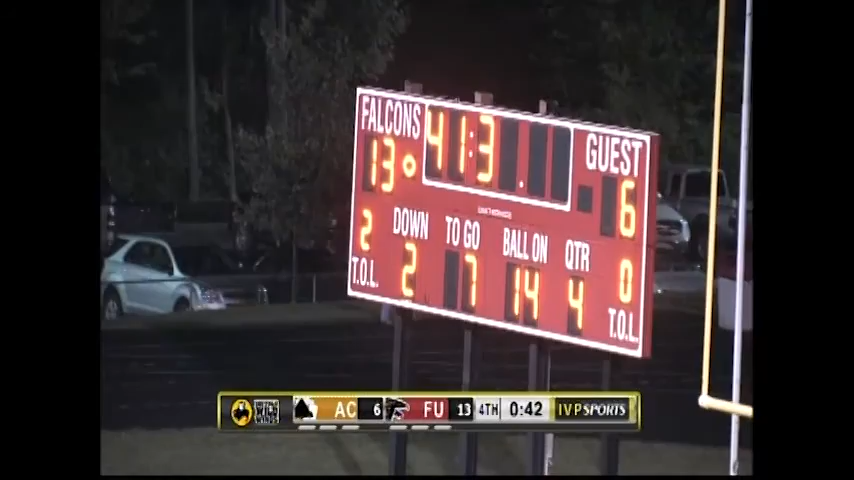 FALCONS 41:3 GUEST
13 6
2 DOWN TO GO BALL ON QTR 0
T.O.L. 2 7 14 4 T.O.L.
AC 6 FU 13 4TH 0:42 IVPSPORTS